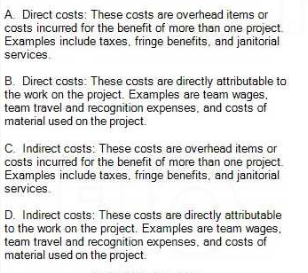 A. Direct costs: These costs are overhead items or
costs incurred for the benefit of more than one project.
Examples include taxes, fringe benefits, and janitorial
services.
B. Direct costs: These costs are directly attributable to
the work on the project. Examples are team wages,
team travel and recognition expenses, and costs of
material used on the project.
C. Indirect costs: These costs are overhead items or
costs incurred for the benefit of more than one project.
Examples include taxes, fringe benefits, and janitorial
services.
D. Indirect costs: These costs are directly attributable
to the work on the project. Examples are team wages,
team travel and recognition expenses, and costs of
material used on the project.